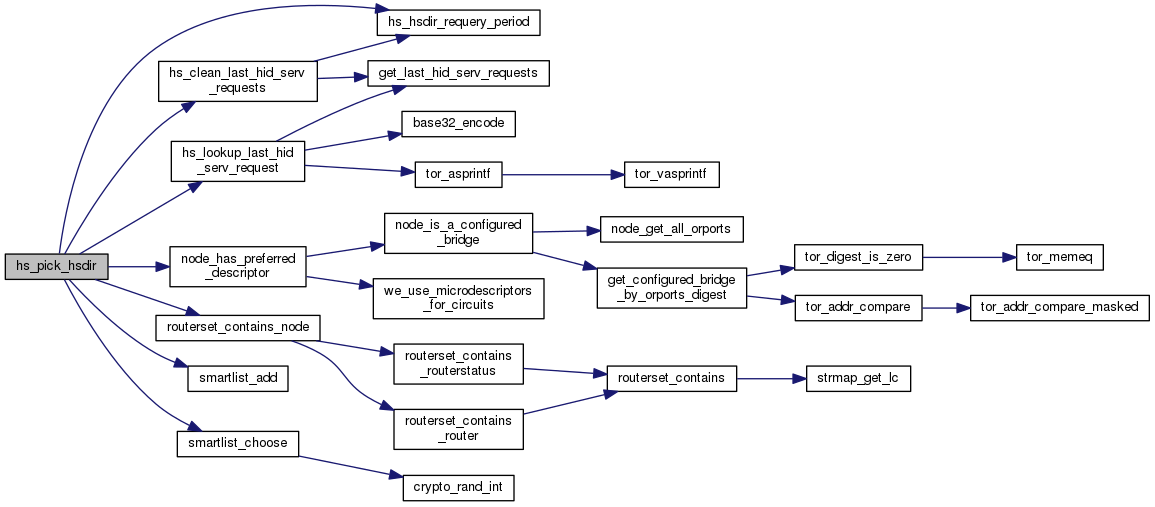 hs_pick_hsdir
hs_hsdir_requery_period
hs_clean_last_hid_serv
_requests
get_last_hid_serv_requests
hs_lookup_last_hid
_serv_request
base32_encode
tor_asprintf
tor_vasprintf
node_has_preferred
_descriptor
node_is_a_configured
_bridge
node_get_all_orports
get_configured_bridge
_by_orports_digest
tor_digest_is_zero
tor_memeq
tor_addr_compare
tor_addr_compare_masked
we_use_microdescriptors
_for_circuits
routerset_contains_node
routerset_contains
_routerstatus
routerset_contains
strmap_get_lc
routerset_contains
_router
smartlist_add
smartlist_choose
crypto_rand_int